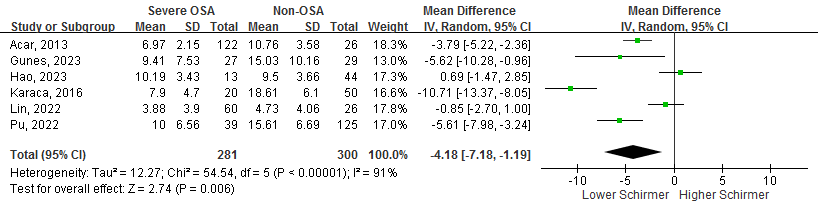 Severe OSA Non-OSA Mean Difference Mean Difference
Study or Subgroup Mean SD Total Mean SD Total Weight IV, Random, 95% CI IV, Random, 95% CI
Acar, 2013 6.97 2.15 122 10.76 3.58 26 18.3% -3.79 [-5.22, -2.36]
Gunes, 2023 9.41 7.53 27 15.03 10.16 29 13.5% -5.62 [-10.28, -0.96]
Hao, 2023 10.19 3.43 13 9.5 3.66 44 17.4% 0.69 [-1.47, 2.85]
Karaca, 2016 7.9 4.7 20 18.61 6.1 50 16.6% -10.71 [-13.37, -8.05]
Lin, 2022 3.88 3.9 60 4.73 4.06 26 17.8% -0.85 [-2.70, 1.00]
Pu, 2022 10 6.56 39 15.61 6.69 125 16.4% -5.61 [-7.98, -3.24]
Total (95% CI) 281 300 100.0% -4.18 [-7.18, -1.19]
Heterogeneity: Tau² = 12.27; Chi² = 54.54, df = 5 (P < 0.00001); I² = 91%
Test for overall effect: Z = 2.74 (P = 0.006)
-10 -5 0 5 10
Lower Schirmer Higher Schirmer